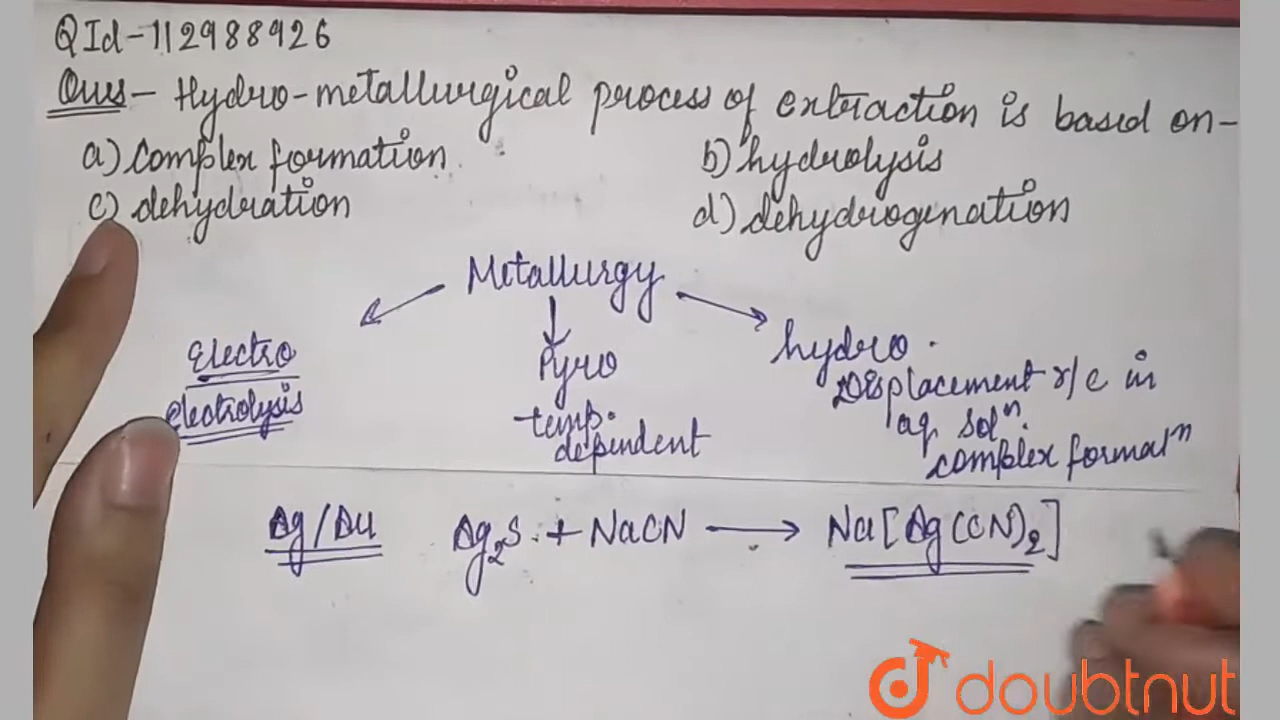 QId-112988926
Ques- Hydro-metallurgical process of extraction is based on-
a) complex formation
b) hydrolysis
c) dehydration
d) dehydrogenation
Metallurgy
Electro
Electrolysis
Pyro
temp.
dependent
hydro.
Displacement r/c in
aq. solⁿ.
complex formatⁿ
Ag/Au
Ag₂S + NaCN → Na[Ag(CN)₂]
doubtnut